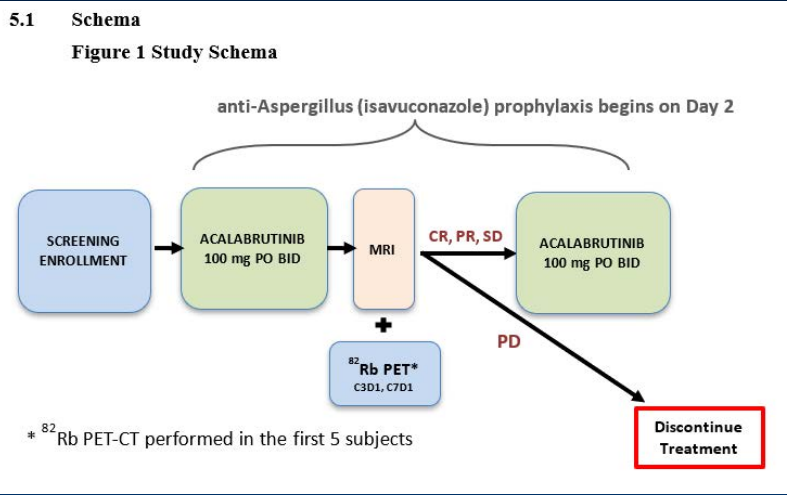 5.1 Schema
Figure 1 Study Schema
anti-Aspergillus (isavuconazole) prophylaxis begins on Day 2
SCREENING
ENROLLMENT
ACALABRUTINIB
100 mg PO BID
MRI
CR, PR, SD
ACALABRUTINIB
100 mg PO BID
+
PD
82Rb PET*
C3D1, C7D1
Discontinue
Treatment
* 82Rb PET-CT performed in the first 5 subjects